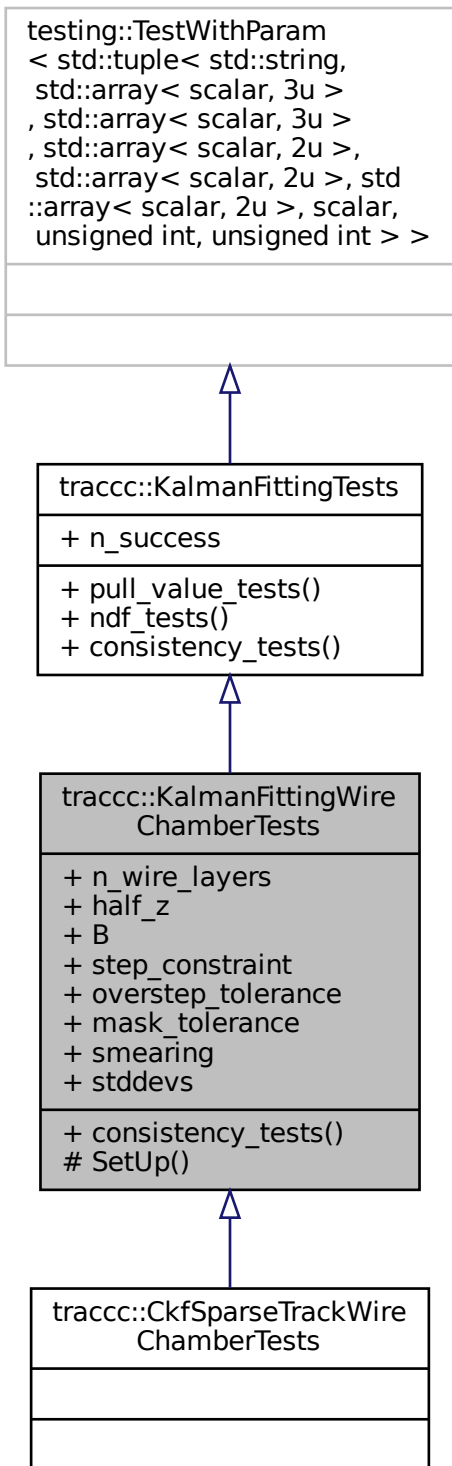 testing::TestWithParam
< std::tuple< std::string,
std::array< scalar, 3u >
, std::array< scalar, 3u >
, std::array< scalar, 2u >,
std::array< scalar, 2u >, std
::array< scalar, 2u >, scalar,
unsigned int, unsigned int > >
traccc::KalmanFittingTests
+ n_success
+ pull_value_tests()
+ ndf_tests()
+ consistency_tests()
traccc::KalmanFittingWire
ChamberTests
+ n_wire_layers
+ half_z
+ B
+ step_constraint
+ overstep_tolerance
+ mask_tolerance
+ smearing
+ stddevs
+ consistency_tests()
# SetUp()
traccc::CkfSparseTrackWire
ChamberTests